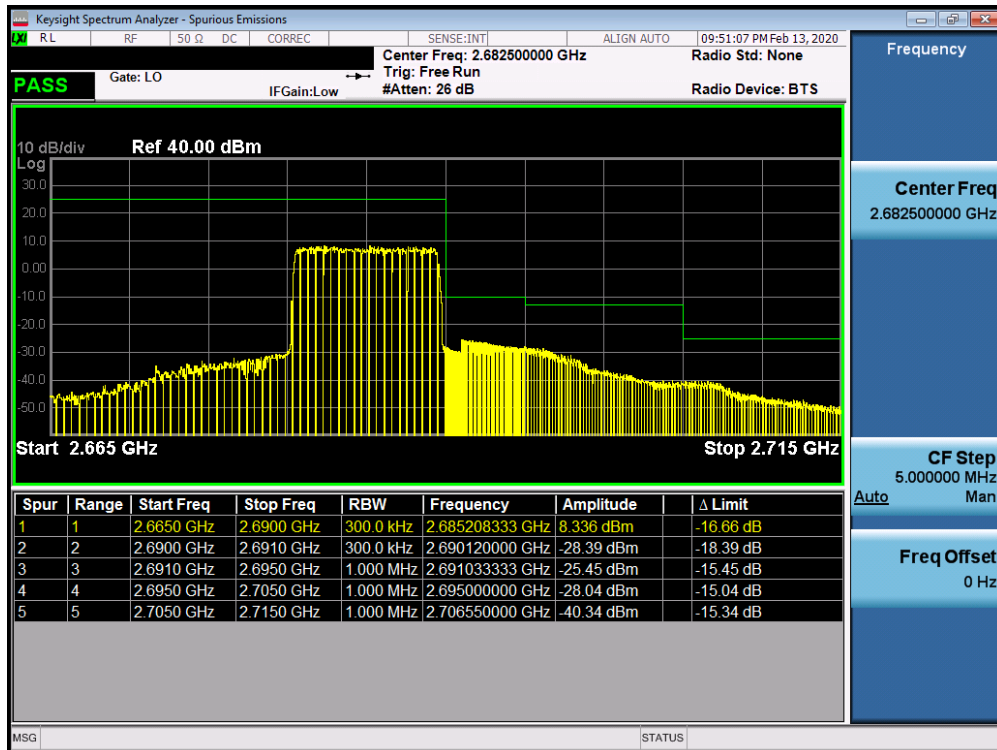 Keysight Spectrum Analyzer - Spurious Emissions
LXI RL RF 50 Ω DC CORREC SENSE:INT ALIGN AUTO 09:51:07 PM Feb 13, 2020
Center Freq: 2.682500000 GHz Radio Std: None
Gate: LO Trig: Free Run
PASS IFGain:Low #Atten: 26 dB Radio Device: BTS
Frequency
Center Freq
2.682500000 GHz
CF Step
5.000000 MHz
Auto Man
Freq Offset
0 Hz
10 dB/div Ref 40.00 dBm
Log
30.0
20.0
10.0
0.00
-10.0
-20.0
-30.0
-40.0
-50.0
Start 2.665 GHz Stop 2.715 GHz
Spur Range Start Freq Stop Freq RBW Frequency Amplitude Δ Limit
1 1 2.6650 GHz 2.6900 GHz 300.0 kHz 2.685208333 GHz 8.336 dBm -16.66 dB
2 2 2.6900 GHz 2.6910 GHz 300.0 kHz 2.690120000 GHz -28.39 dBm -18.39 dB
3 3 2.6910 GHz 2.6950 GHz 1.000 MHz 2.691033333 GHz -25.45 dBm -15.45 dB
4 4 2.6950 GHz 2.7050 GHz 1.000 MHz 2.695000000 GHz -28.04 dBm -15.04 dB
5 5 2.7050 GHz 2.7150 GHz 1.000 MHz 2.706550000 GHz -40.34 dBm -15.34 dB
MSG STATUS